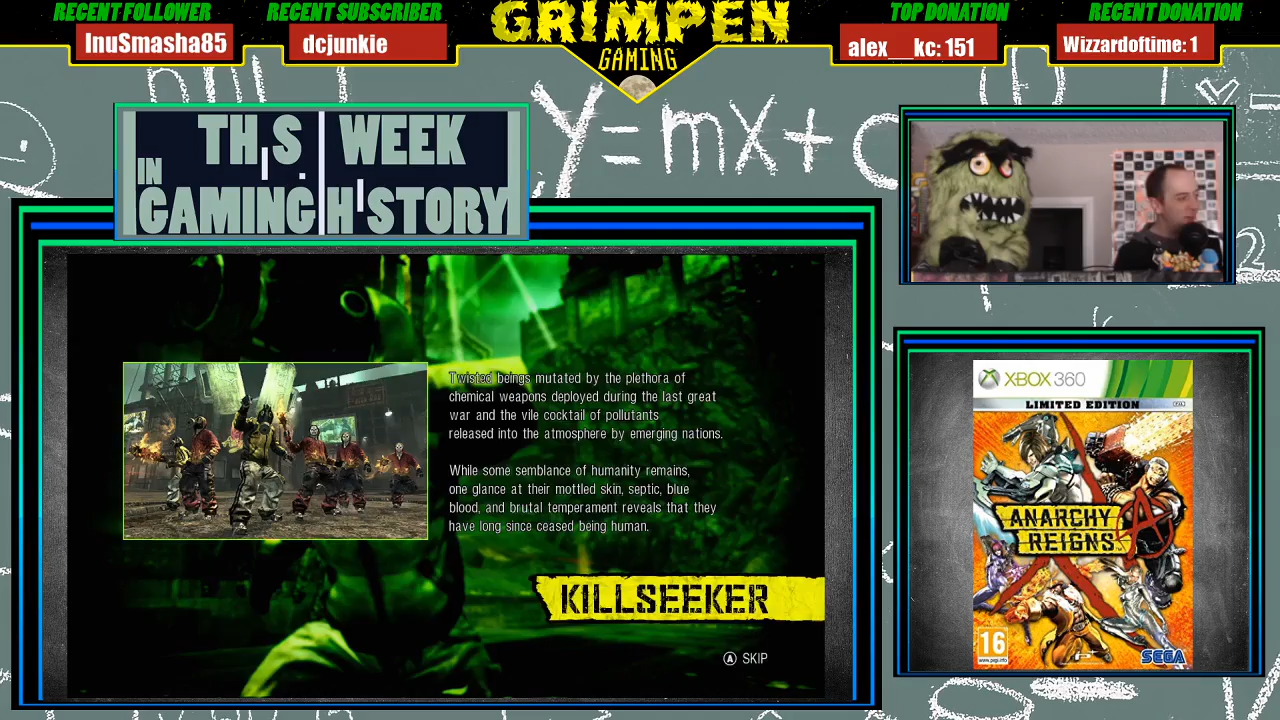 RECENT FOLLOWER
InuSmasha85
RECENT SUBSCRIBER
dcjunkie
GRIMPEN
GAMING
TOP DONATION
alex__kc: 151
RECENT DONATION
Wizzardoftime: 1
Y=mx+c
THIS WEEK
IN
GAMING HISTORY
Twisted beings mutated by the plethora of
chemical weapons deployed during the last great
war and the vile cocktail of pollutants
released into the atmosphere by emerging nations.
While some semblance of humanity remains,
one glance at their mottled skin, septic, blue
blood, and brutal temperament reveals that they
have long since ceased being human.
KILLSEEKER
A SKIP
XBOX 360
LIMITED EDITION
ANARCHY
REIGNS
16
www.pegi.info
SEGA
2